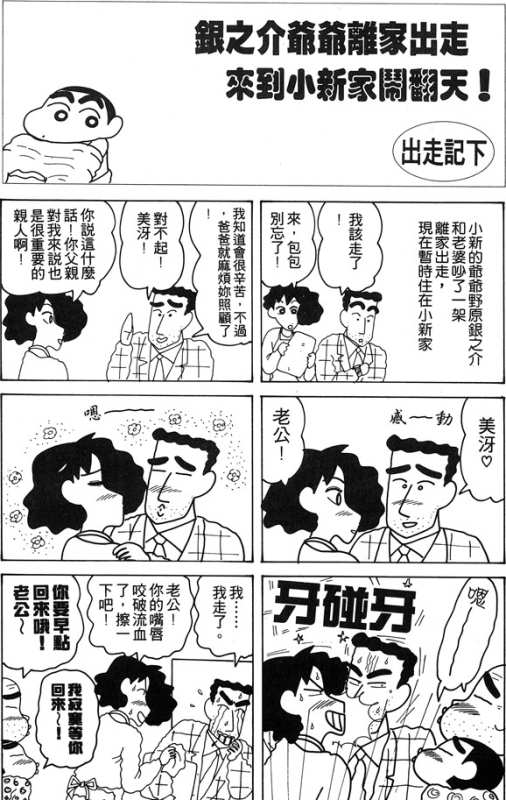 銀之介爺爺離家出走
來到小新家鬧翻天!
出走記下
小新的爺爺野原銀之介
和老婆吵了一架
離家出走,
現在暫時住在小新家
我該走了
!
來,包包
別忘了!
我知道會很辛苦,不過
,爸爸就麻煩妳照顧了
!
對不起!
美冴!
你說這什麼
話!你父親
對我來說也
是很重要的
親人啊!
美冴♡
感——動
老公!
嗯——
嗯——
牙碰牙
我……
我走了。
老公!
你的嘴唇
咬破流血
了,擦一
下吧!
你要早點
回來哦!
老公~
我寂寞等你
回來~!